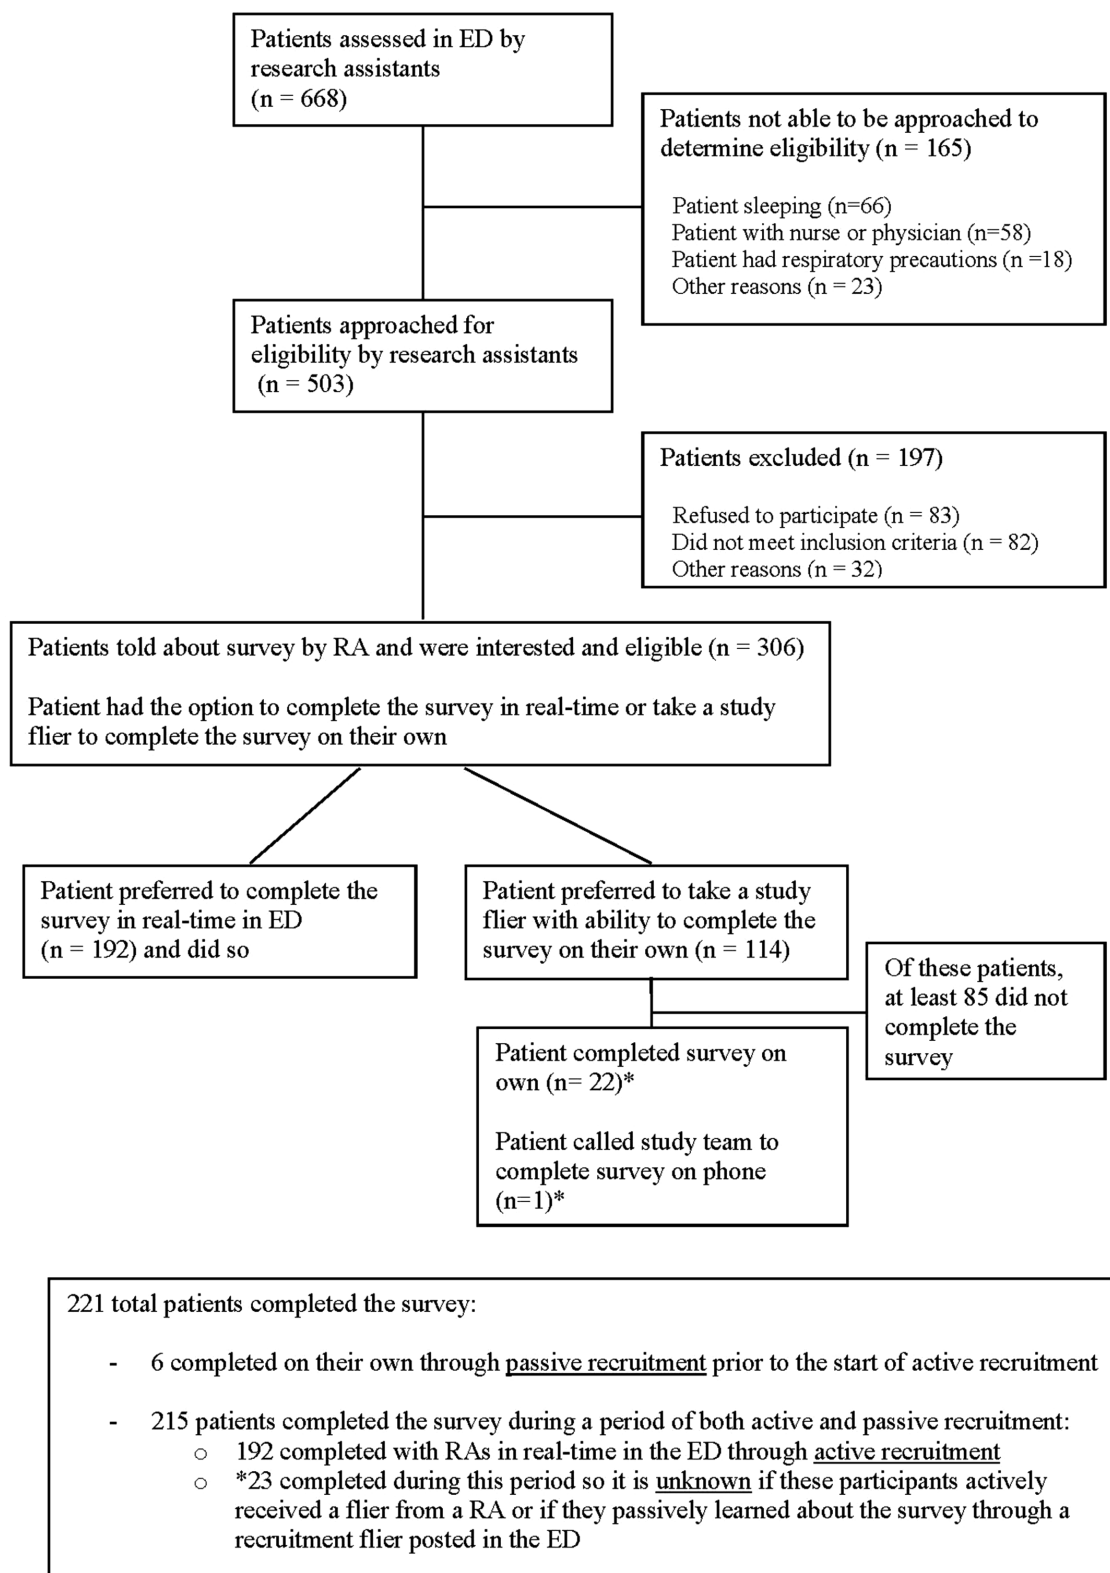 Patients assessed in ED by
research assistants
(n = 668)
Patients not able to be approached to
determine eligibility (n = 165)
Patient sleeping (n=66)
Patient with nurse or physician (n=58)
Patient had respiratory precautions (n =18)
Other reasons (n = 23)
Patients approached for
eligibility by research assistants
(n = 503)
Patients excluded (n = 197)
Refused to participate (n = 83)
Did not meet inclusion criteria (n = 82)
Other reasons (n = 32)
Patients told about survey by RA and were interested and eligible (n = 306)
Patient had the option to complete the survey in real-time or take a study
flier to complete the survey on their own
Patient preferred to complete the
survey in real-time in ED
(n = 192) and did so
Patient preferred to take a study
flier with ability to complete the
survey on their own (n = 114)
Of these patients,
at least 85 did not
complete the
survey
Patient completed survey on
own (n= 22)*
Patient called study team to
complete survey on phone
(n=1)*
221 total patients completed the survey:
- 6 completed on their own through passive recruitment prior to the start of active recruitment
- 215 patients completed the survey during a period of both active and passive recruitment:
o 192 completed with RAs in real-time in the ED through active recruitment
o *23 completed during this period so it is unknown if these participants actively
received a flier from a RA or if they passively learned about the survey through a
recruitment flier posted in the ED